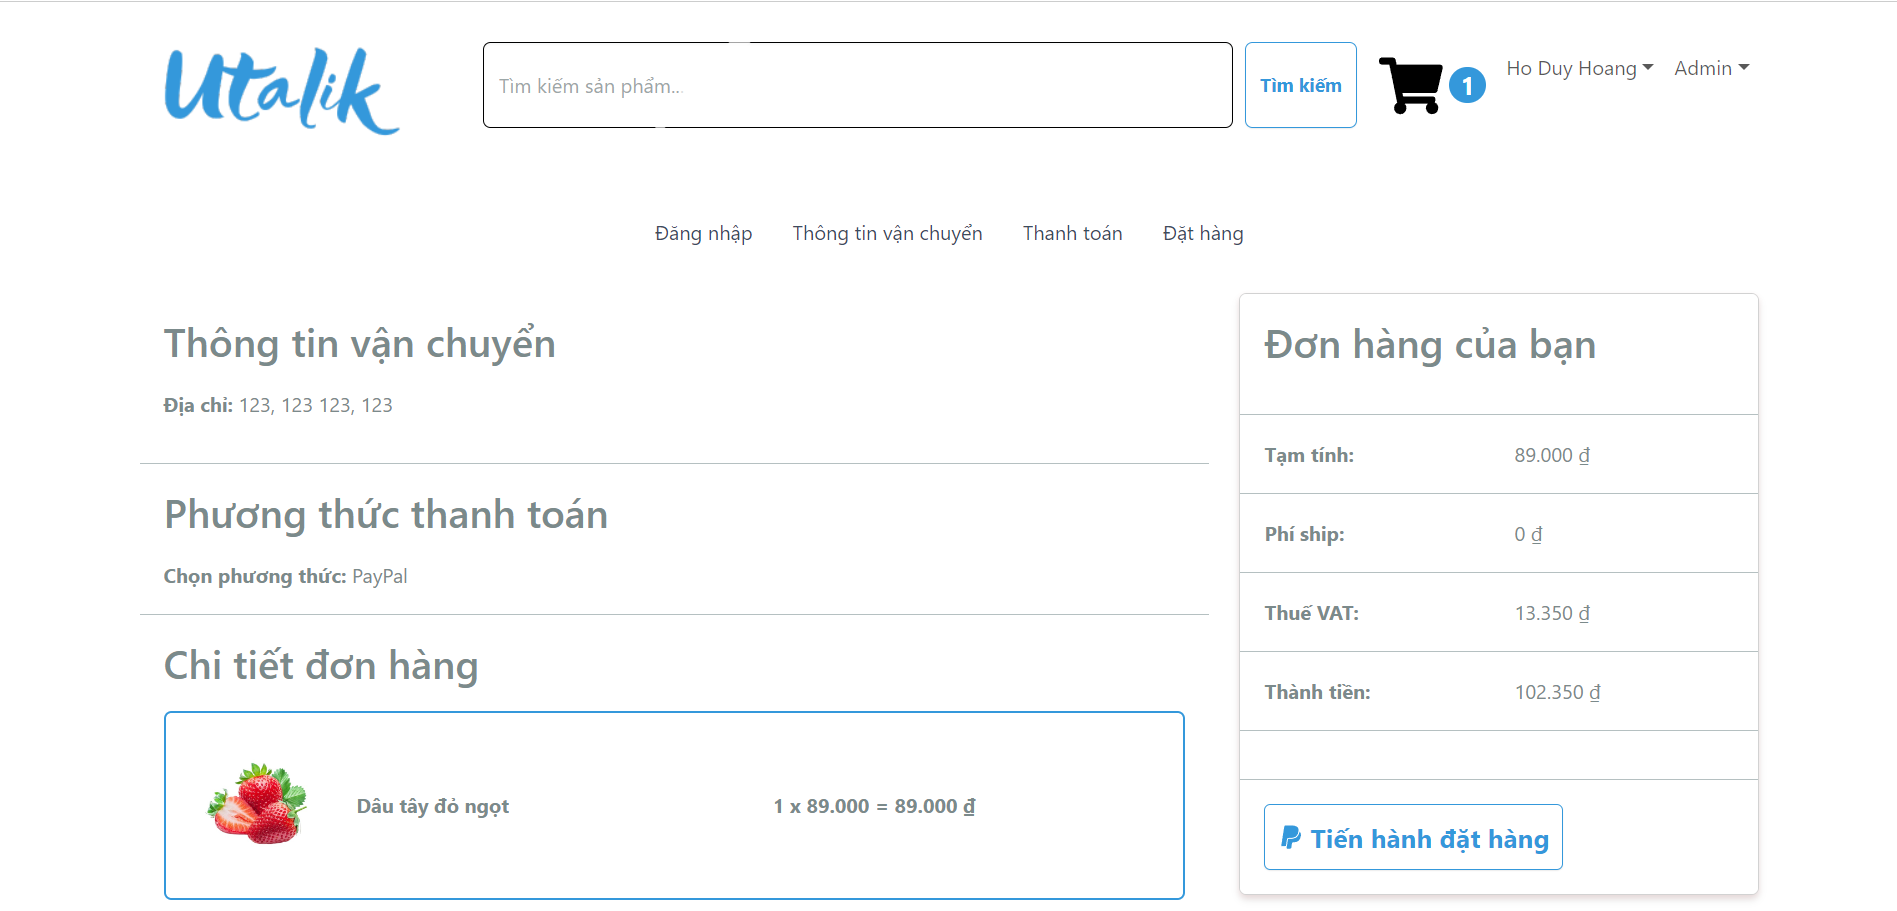 Utalik
Tìm kiếm sản phẩm...
Tìm kiếm
1
Ho Duy Hoang
Admin
Đăng nhập
Thông tin vận chuyển
Thanh toán
Đặt hàng
Thông tin vận chuyển
Địa chỉ: 123, 123 123, 123
Phương thức thanh toán
Chọn phương thức: PayPal
Chi tiết đơn hàng
Dâu tây đỏ ngọt
1 x 89.000 = 89.000 ₫
Đơn hàng của bạn
Tạm tính: 89.000 ₫
Phí ship: 0 ₫
Thuế VAT: 13.350 ₫
Thành tiền: 102.350 ₫
Tiến hành đặt hàng